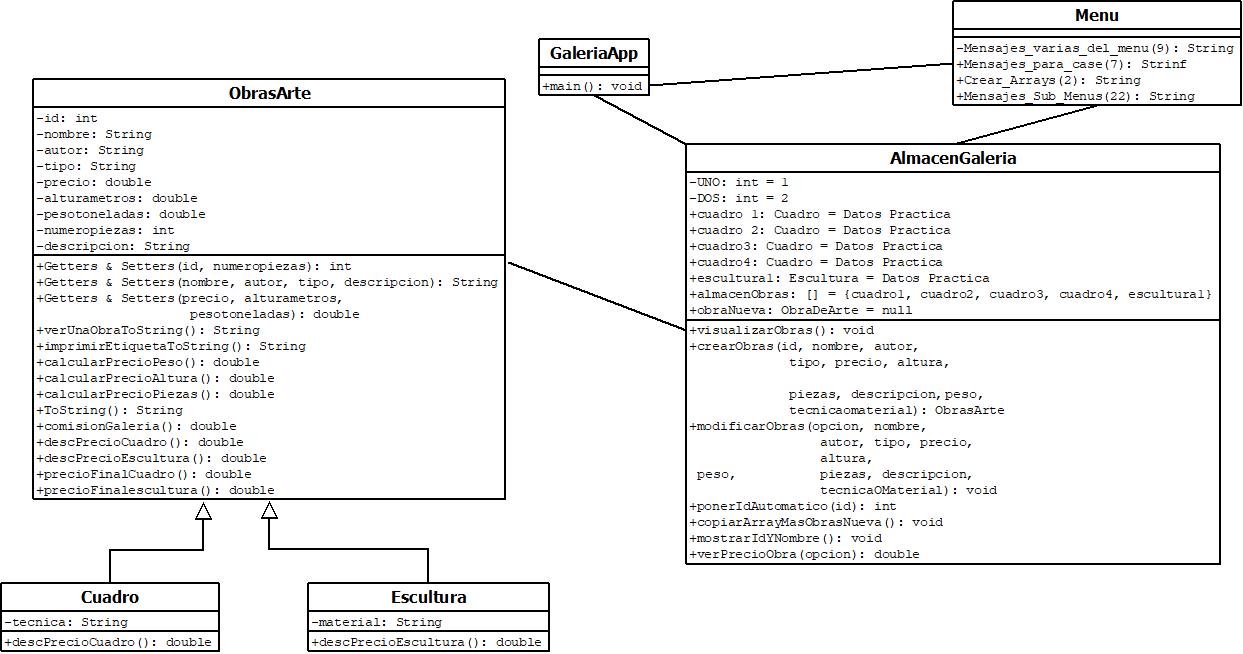 Menu
-Mensajes_varias_del_menu(9): String
+Mensajes_para_case(7): Strinf
+Crear_Arrays(2): String
+Mensajes_Sub_Menus(22): String
GaleriaApp
+main(): void
ObrasArte
-id: int
-nombre: String
-autor: String
-tipo: String
-precio: double
-alturametros: double
-pesotoneladas: double
-numeropiezas: int
-descripcion: String
+Getters & Setters(id, numeropiezas): int
+Getters & Setters(nombre, autor, tipo, descripcion): String
+Getters & Setters(precio, alturametros,
pesotoneladas): double
+verUnaObraToString(): String
+imprimirEtiquetaToString(): String
+calcularPrecioPeso(): double
+calcularPrecioAltura(): double
+calcularPrecioPiezas(): double
+ToString(): String
+comisionGaleria(): double
+descPrecioCuadro(): double
+descPrecioEscultura(): double
+precioFinalCuadro(): double
+precioFinalescultura(): double
AlmacenGaleria
-UNO: int = 1
-DOS: int = 2
+cuadro 1: Cuadro = Datos Practica
+cuadro 2: Cuadro = Datos Practica
+cuadro3: Cuadro = Datos Practica
+cuadro4: Cuadro = Datos Practica
+escultura1: Escultura = Datos Practica
+almacenObras: [] = {cuadro1, cuadro2, cuadro3, cuadro4, escultura1}
+obraNueva: ObraDeArte = null
+visualizarObras(): void
+crearObras(id, nombre, autor,
tipo, precio, altura,
piezas, descripcion,peso,
tecnicaomaterial): ObrasArte
+modificarObras(opcion, nombre,
autor, tipo, precio,
altura,
peso, piezas, descripcion,
tecnicaOMaterial): void
+ponerIdAutomatico(id): int
+copiarArrayMasObrasNueva(): void
+mostrarIdYNombre(): void
+verPrecioObra(opcion): double
Cuadro
-tecnica: String
+descPrecioCuadro(): double
Escultura
-material: String
+descPrecioEscultura(): double